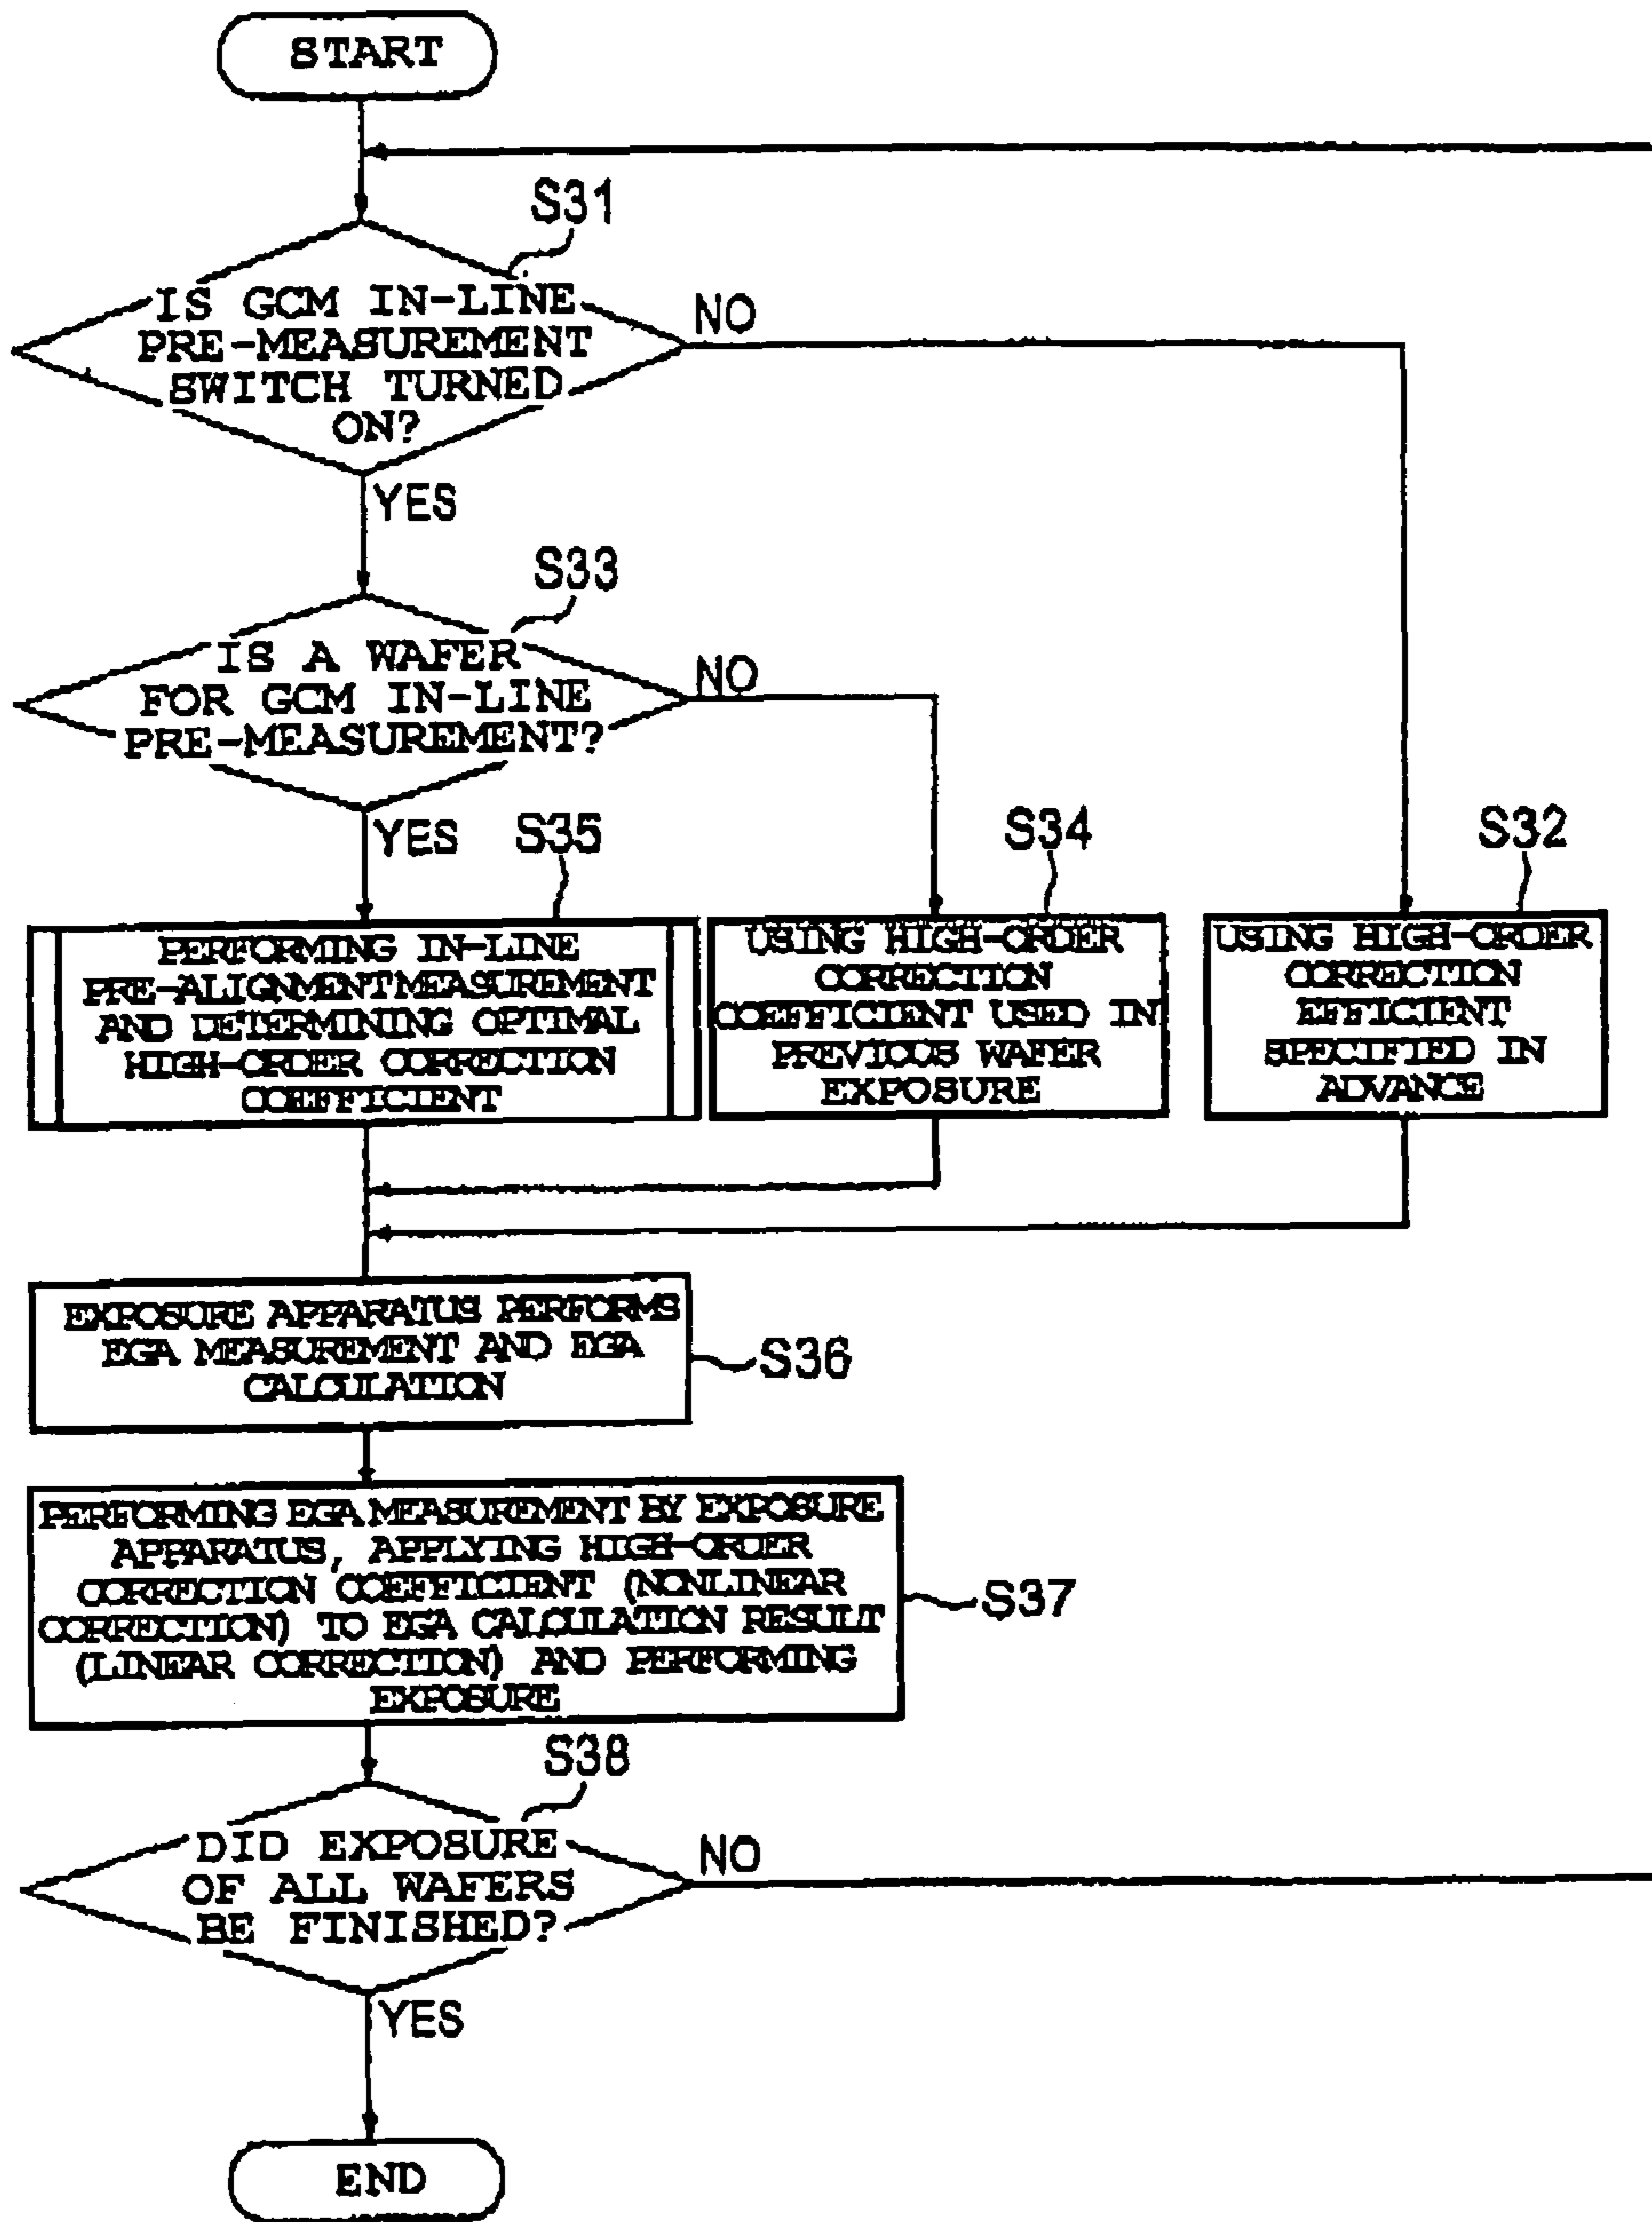 START
S31
IS GCM IN-LINE
PRE-MEASUREMENT
SWITCH TURNED
ON?
NO
YES
S33
IS A WAFER
FOR GCM IN-LINE
PRE-MEASUREMENT?
NO
YES
S35
PERFORMING IN-LINE
PRE-ALIGNMENT MEASUREMENT
AND DETERMINING OPTIMAL
HIGH-ORDER CORRECTION
COEFFICIENT
S34
USING HIGH-ORDER
CORRECTION
COEFFICIENT USED IN
PREVIOUS WAFER
EXPOSURE
S32
USING HIGH-ORDER
CORRECTION
EFFICIENT
SPECIFIED IN
ADVANCE
EXPOSURE APPARATUS PERFORMS
EGA MEASUREMENT AND EGA
CALCULATION
S36
PERFORMING EGA MEASUREMENT BY EXPOSURE
APPARATUS, APPLYING HIGH-ORDER
CORRECTION COEFFICIENT (NONLINEAR
CORRECTION) TO EGA CALCULATION RESULT
(LINEAR CORRECTION) AND PERFORMING
EXPOSURE
S37
S38
DID EXPOSURE
OF ALL WAFERS
BE FINISHED?
NO
YES
END